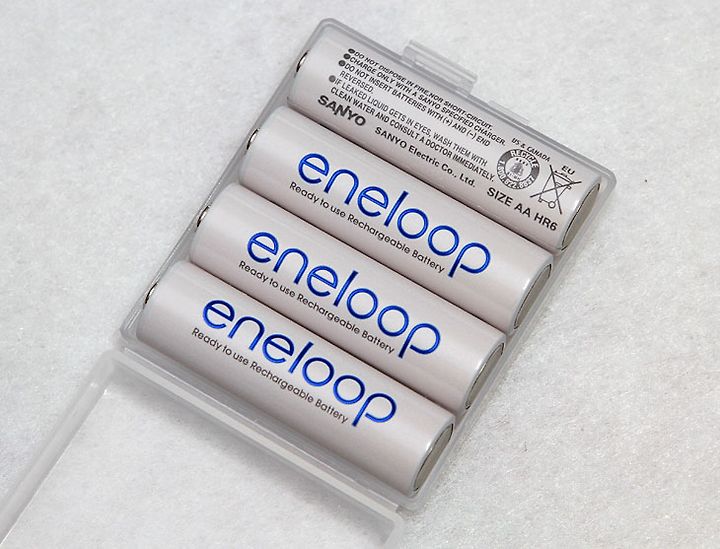 ●DO NOT DISPOSE IN FIRE,NOR SHORT-CIRCUIT.
●CHARGE ONLY WITH A SANYO SPECIFIED CHARGER.
●DO NOT INSERT BATTERIES WITH (+) AND (−) END
REVERSED.
●IF LEAKED LIQUID GETS IN EYES, WASH THEM WITH
CLEAN WATER AND CONSULT A DOCTOR IMMEDIATELY.
SANYO
SANYO Electric Co., Ltd.
US & CANADA
EU
RECYCLE
SIZE AA HR6
eneloop
Ready to use Rechargeable Battery
eneloop
Ready to use Rechargeable Battery
eneloop
Ready to use Rechargeable Battery